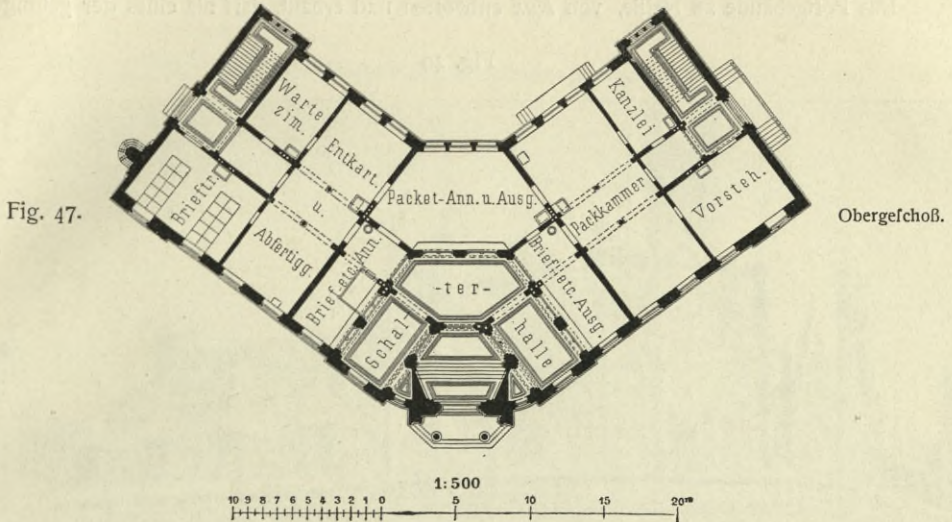 Fig. 47.
Obergeſchoß.
Warte
zim.
Kanzlei
Entkart.
u.
Abfertigg.
Brieftr.
Packet-Ann. u. Ausg.
Packkammer
Vorsteh.
Brief- etc. Ann.
Brief- etc. Ausg.
Schal-
-ter-
halle
1:500
10 9 8 7 6 5 4 3 2 1 0 5 10 15 20ᵐ